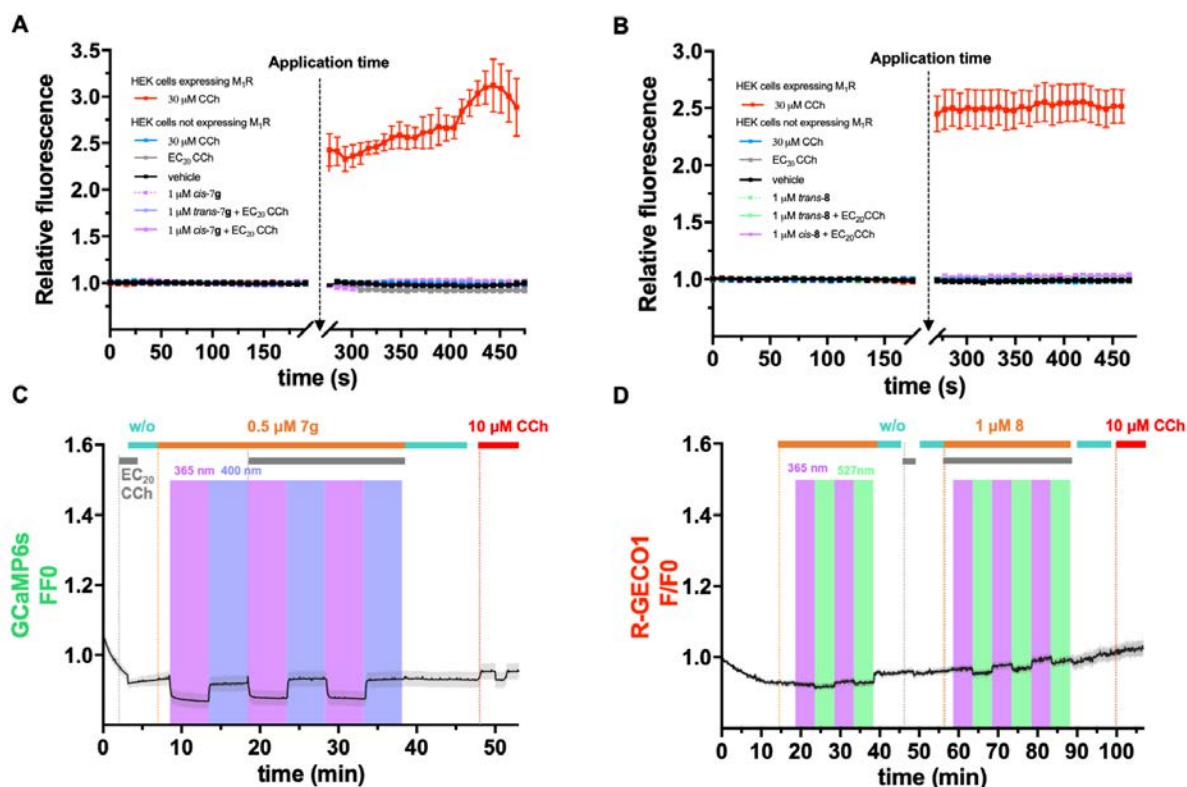 A
3.5
3.0
2.5
2.0
1.5
1.0
Relative fluorescence
Application time
HEK cells expressing M1R
30 µM CCh
HEK cells not expressing M1R
30 µM CCh
EC20 CCh
vehicle
1 µM cis-7g
1 µM trans-7g + EC20 CCh
1 µM cis-7g + EC20 CCh
0 50 100 150 300 350 400 450
time (s)
B
3.0
2.5
2.0
1.5
1.0
Relative fluorescence
Application time
HEK cells expressing M1R
30 µM CCh
HEK cells not expressing M1R
30 µM CCh
EC20 CCh
vehicle
1 µM trans-8
1 µM trans-8 + EC20CCh
1 µM cis-8 + EC20CCh
0 50 100 150 300 350 400 450
time (s)
C
1.6
1.4
1.2
1.0
GCaMP6s
FF0
w/o
0.5 µM 7g
10 µM CCh
EC20
CCh
365 nm
400 nm
0 10 20 30 40 50
time (min)
D
1.6
1.4
1.2
1.0
R-GECO1
F/F0
w/o
1 µM 8
10 µM CCh
365 nm
527nm
0 10 20 30 40 50 60 70 80 90 100
time (min)